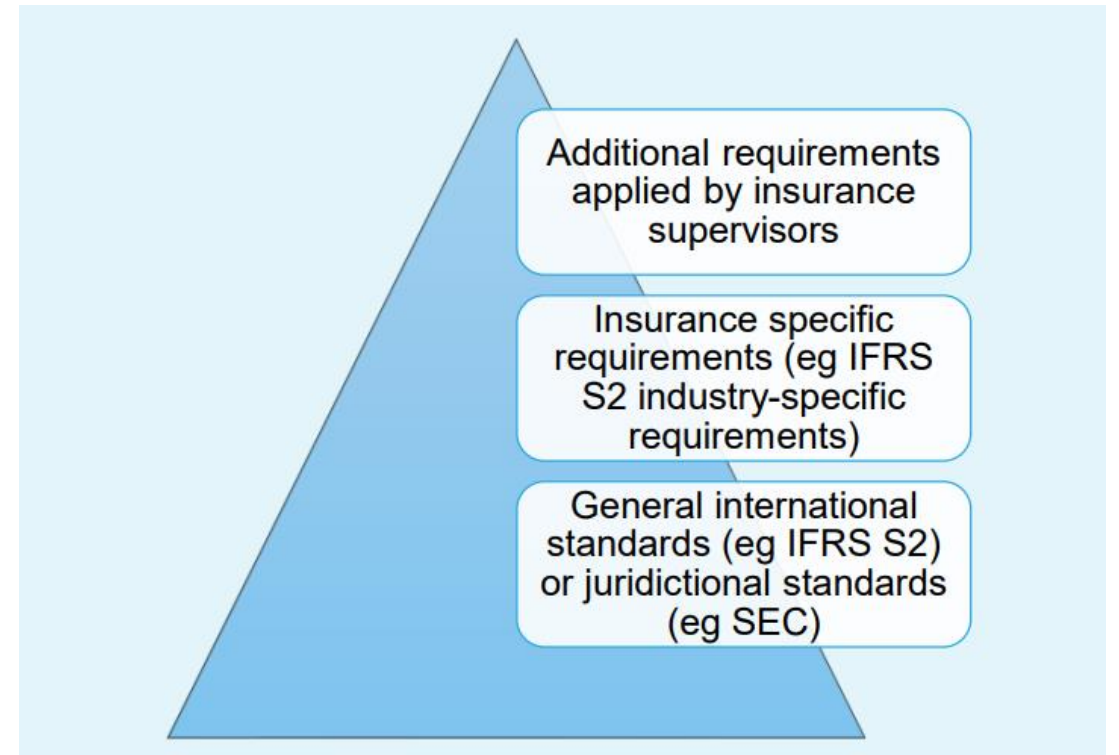 Additional requirements
applied by insurance
supervisors
Insurance specific
requirements (eg IFRS
S2 industry-specific
requirements)
General international
standards (eg IFRS S2)
or juridictional standards
(eg SEC)